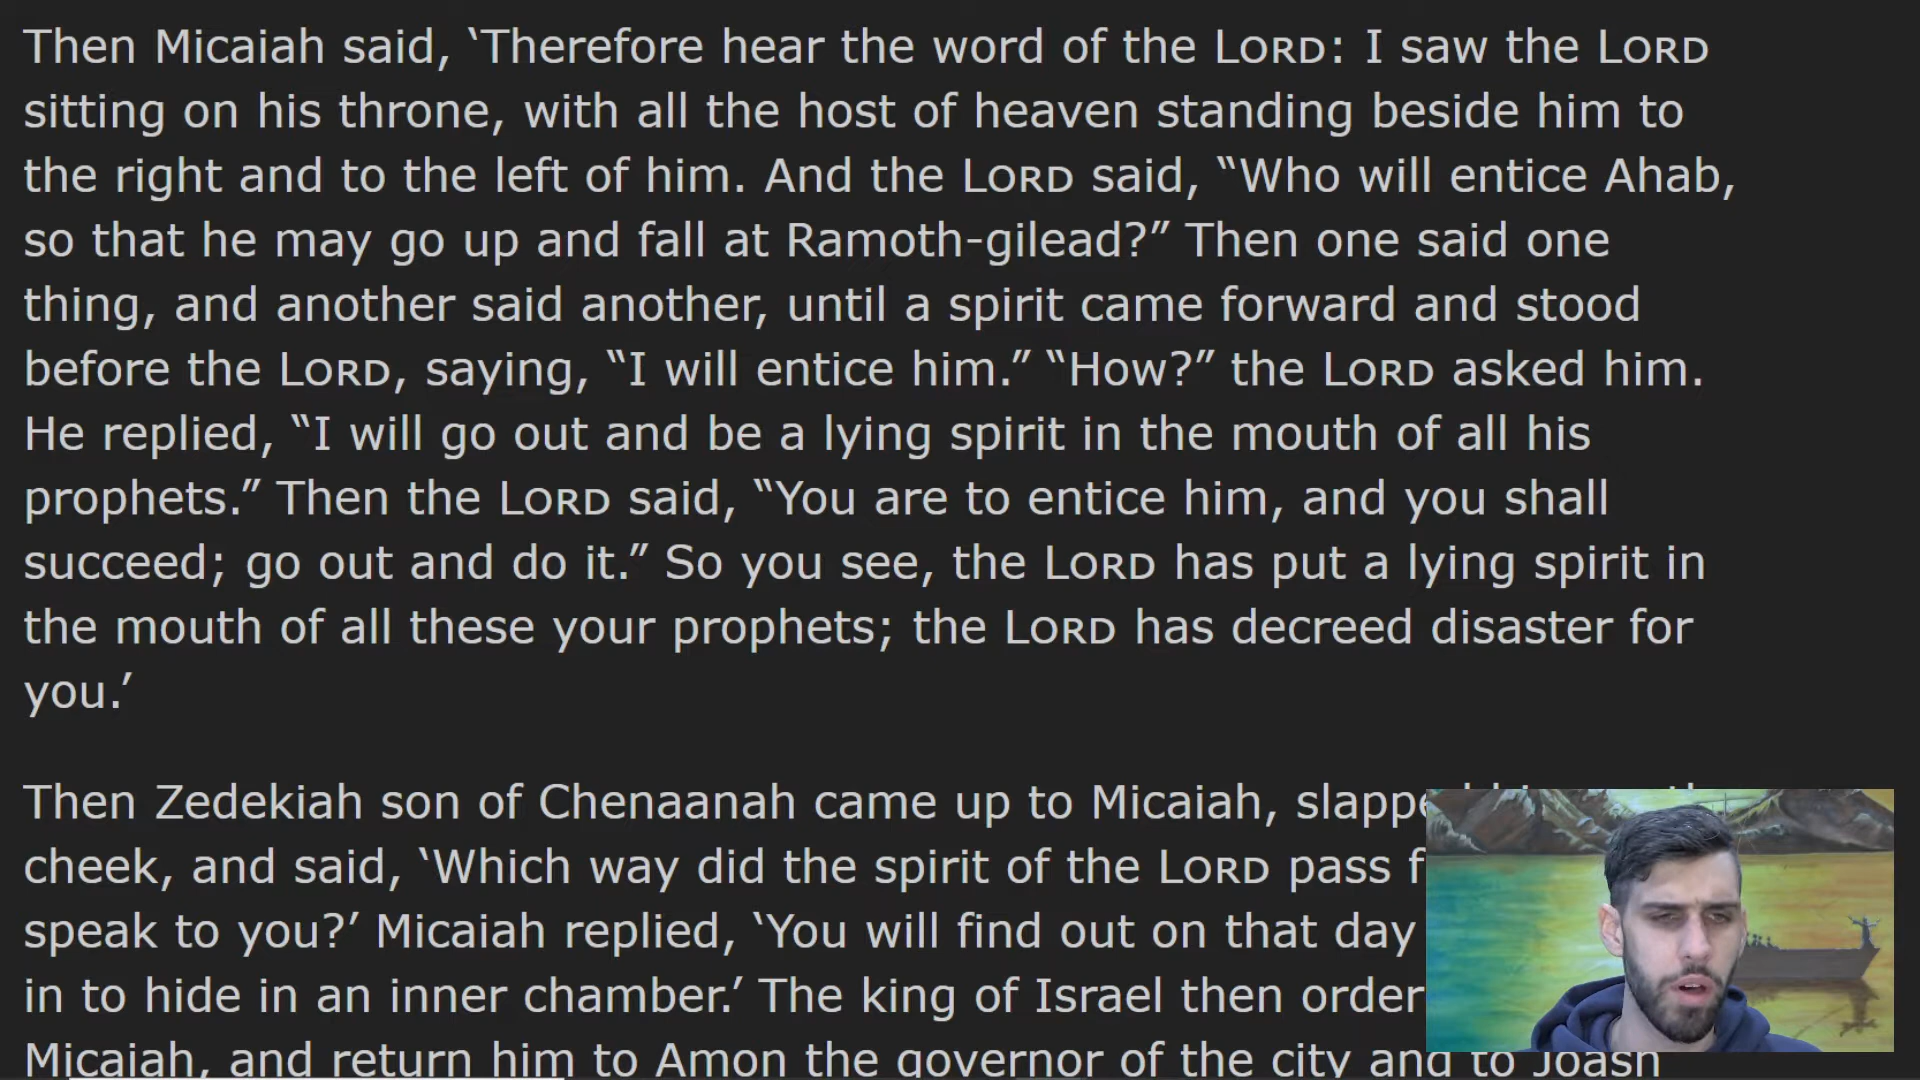 Then Micaiah said, ‘Therefore hear the word of the LORD: I saw the LORD
sitting on his throne, with all the host of heaven standing beside him to
the right and to the left of him. And the LORD said, “Who will entice Ahab,
so that he may go up and fall at Ramoth-gilead?” Then one said one
thing, and another said another, until a spirit came forward and stood
before the LORD, saying, “I will entice him.” “How?” the LORD asked him.
He replied, “I will go out and be a lying spirit in the mouth of all his
prophets.” Then the LORD said, “You are to entice him, and you shall
succeed; go out and do it.” So you see, the LORD has put a lying spirit in
the mouth of all these your prophets; the LORD has decreed disaster for
you.’
Then Zedekiah son of Chenaanah came up to Micaiah,
cheek, and said, ‘Which way did the spirit of the LORD pass
speak to you?’ Micaiah replied, ‘You will find out on that day
in to hide in an inner chamber.’ The king of Israel then
Micaiah, and return him to Amon the governor of the city and to Joash